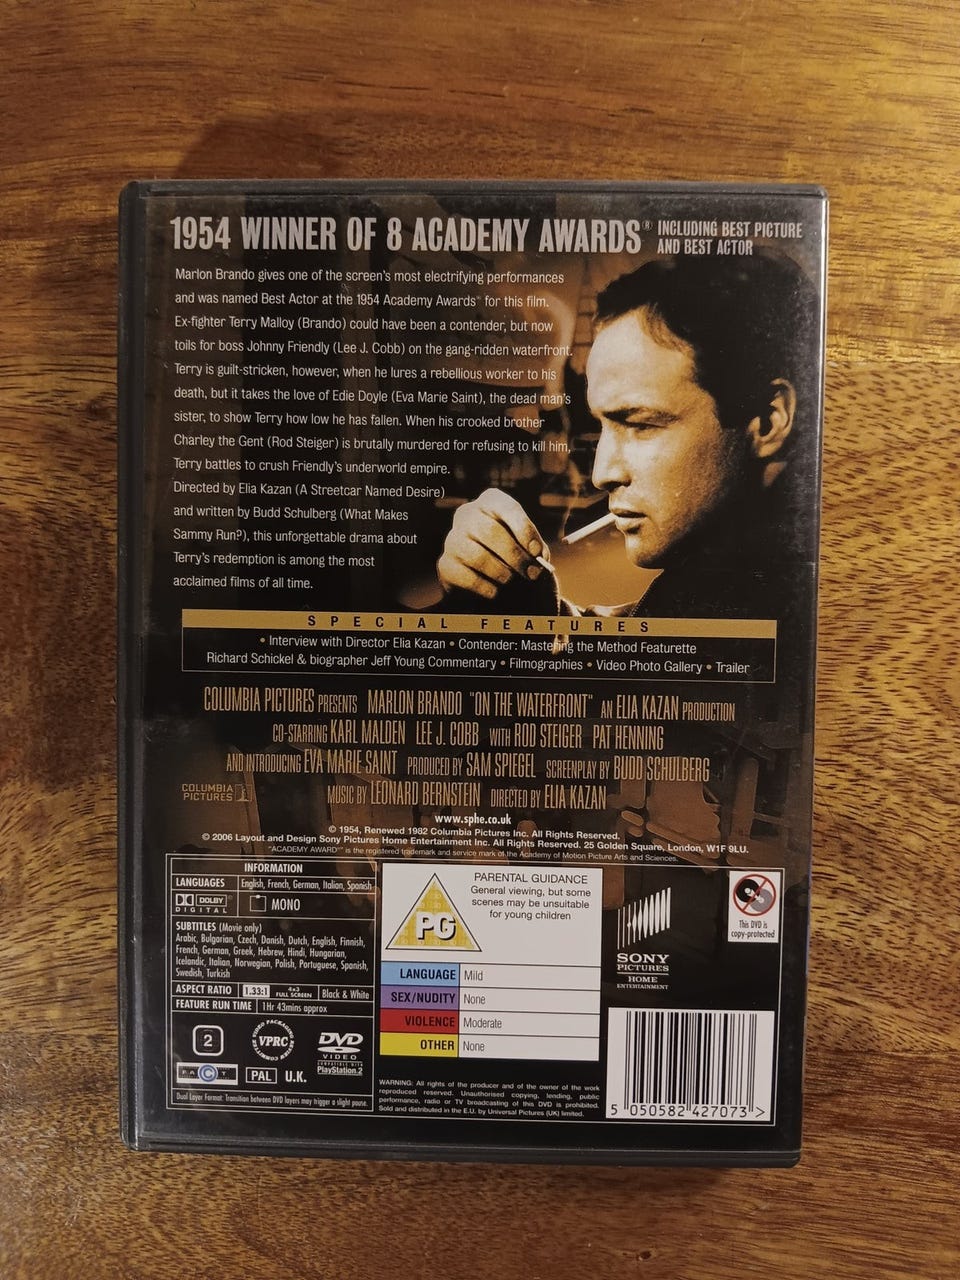 1954 WINNER OF 8 ACADEMY AWARDS® INCLUDING BEST PICTURE
AND BEST ACTOR
Marlon Brando gives one of the screen's most electrifying performances
and was named Best Actor at the 1954 Academy Awards® for this film.
Ex-fighter Terry Malloy (Brando) could have been a contender, but now
toils for boss Johnny Friendly (Lee J. Cobb) on the gang-ridden waterfront.
Terry is guilt-stricken, however, when he lures a rebellious worker to his
death, but it takes the love of Edie Doyle (Eva Marie Saint), the dead man's
sister, to show Terry how low he has fallen. When his crooked brother
Charley the Gent (Rod Steiger) is brutally murdered for refusing to kill him,
Terry battles to crush Friendly's underworld empire.
Directed by Elia Kazan (A Streetcar Named Desire)
and written by Budd Schulberg (What Makes
Sammy Run?), this unforgettable drama about
Terry's redemption is among the most
acclaimed films of all time.
SPECIAL FEATURES
• Interview with Director Elia Kazan • Contender: Mastering the Method Featurette
Richard Schickel & biographer Jeff Young Commentary • Filmographies • Video Photo Gallery • Trailer
COLUMBIA PICTURES PRESENTS MARLON BRANDO "ON THE WATERFRONT" AN ELIA KAZAN PRODUCTION
CO-STARRING KARL MALDEN LEE J. COBB WITH ROD STEIGER PAT HENNING
AND INTRODUCING EVA MARIE SAINT PRODUCED BY SAM SPIEGEL SCREENPLAY BY BUDD SCHULBERG
MUSIC BY LEONARD BERNSTEIN DIRECTED BY ELIA KAZAN
COLUMBIA
PICTURES
www.sphe.co.uk
© 1954, Renewed 1982 Columbia Pictures Inc. All Rights Reserved.
© 2006 Layout and Design Sony Pictures Home Entertainment Inc. All Rights Reserved. 25 Golden Square, London, W1F 9LU.
"ACADEMY AWARD®" is the registered trademark and service mark of the Academy of Motion Picture Arts and Sciences.
INFORMATION
LANGUAGES English, French, German, Italian, Spanish
DOLBY
DIGITAL
MONO
SUBTITLES (Movie only)
Arabic, Bulgarian, Czech, Danish, Dutch, English, Finnish,
French, German, Greek, Hebrew, Hindi, Hungarian,
Icelandic, Italian, Norwegian, Polish, Portuguese, Spanish,
Swedish, Turkish
ASPECT RATIO 1.33:1 4x3 FULL SCREEN Black & White
FEATURE RUN TIME 1Hr 43mins approx
2
VIDEO PACKAGING REVIEW COMMITTEE
VPRC
DVD
VIDEO
COMPATIBLE WITH
PlayStation.2
FACT
PAL U.K.
Dual Layer Format: Transition between DVD layers may trigger a slight pause.
PG
PARENTAL GUIDANCE
General viewing, but some
scenes may be unsuitable
for young children
LANGUAGE Mild
SEX/NUDITY None
VIOLENCE Moderate
OTHER None
WARNING: All rights of the producer and of the owner of the work
reproduced reserved. Unauthorised copying, lending, public
performance, radio or TV broadcasting of this DVD is prohibited.
Sold and distributed in the E.U. by Universal Pictures (UK) limited.
SONY
PICTURES
HOME
ENTERTAINMENT
This DVD is
copy-protected
5 050582 427073 >